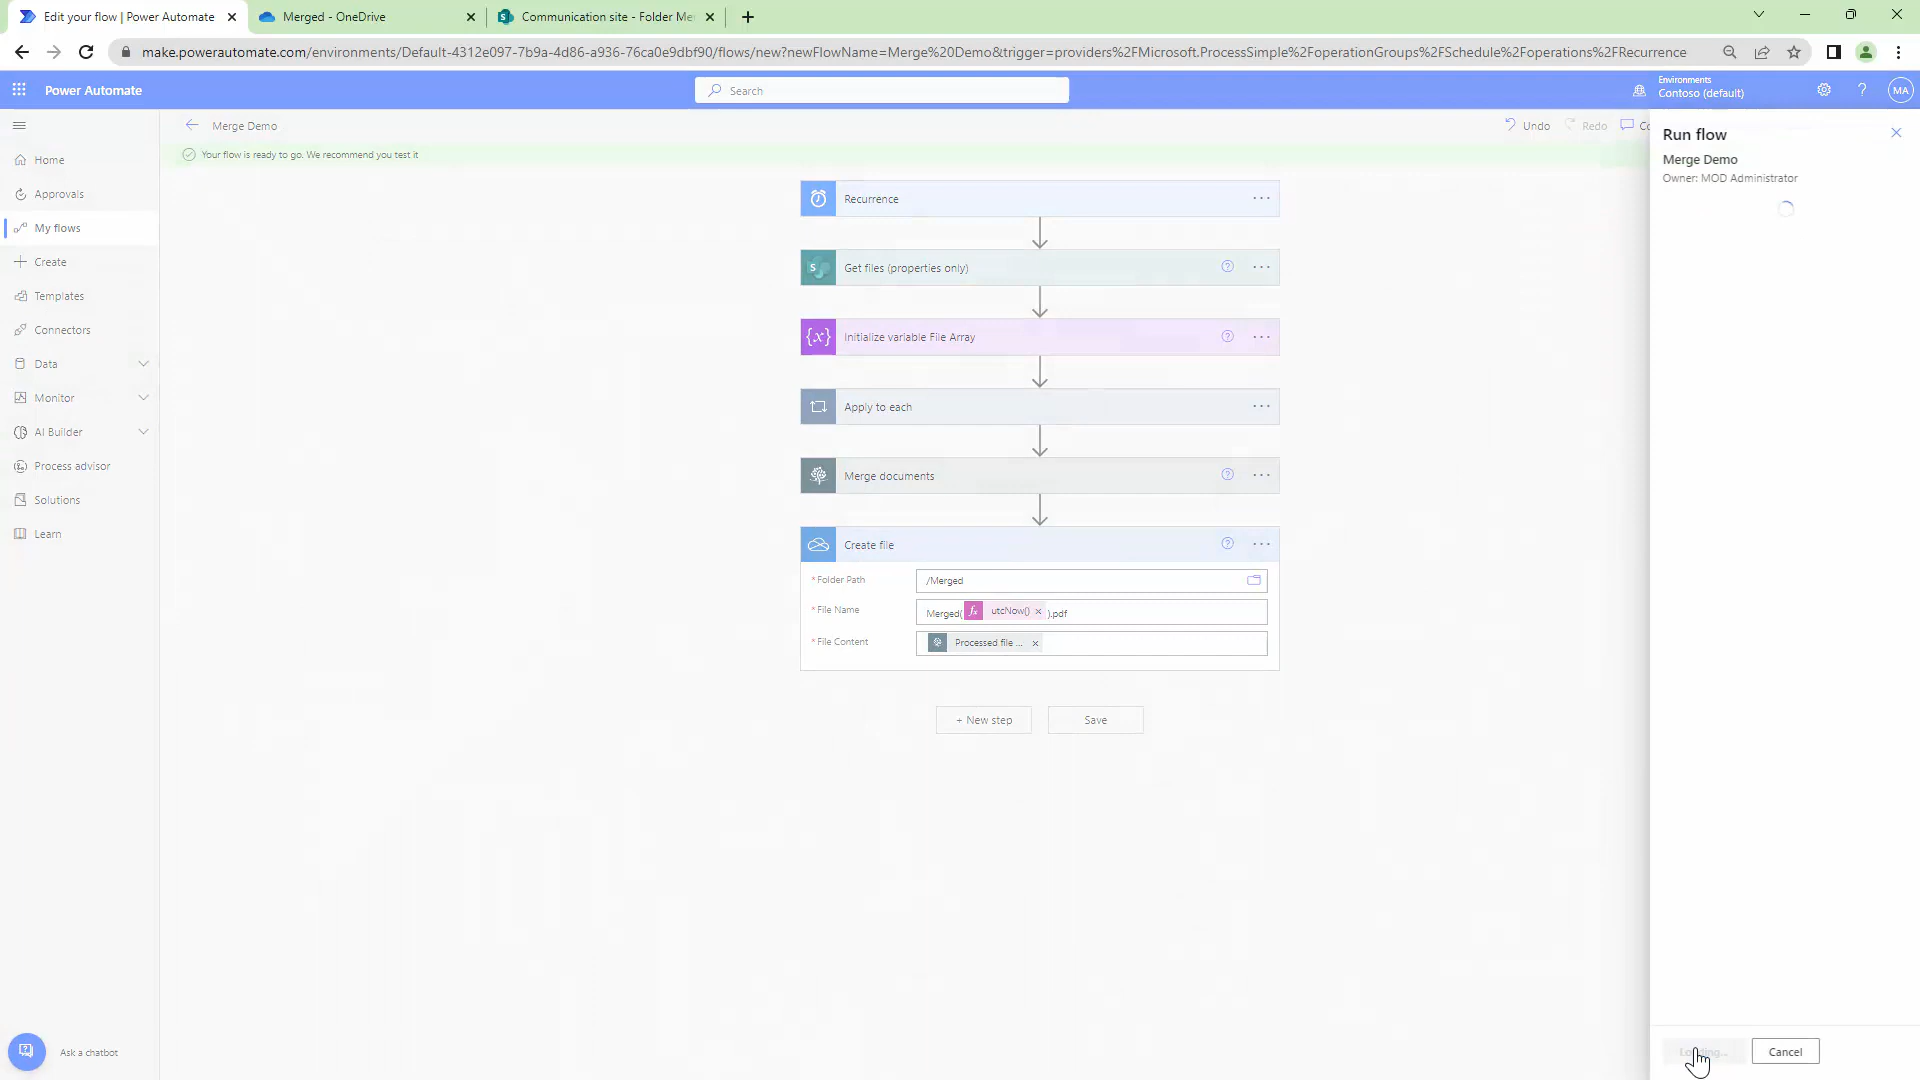 Edit your flow | Power Automate
Merged - OneDrive
Communication site - Folder Me
make.powerautomate.com/environments/Default-4312e097-7b9a-4d86-a936-76ca0e9dbf90/flows/new?newFlowName=Merge%20Demo&trigger=providers%2FMicrosoft.ProcessSimple%2FoperationGroups%2FSchedule%2Foperations%2FRecurrence
Power Automate
Search
Environments
Contoso (default)
MA
Merge Demo
Undo
Redo
Co
Your flow is ready to go. We recommend you test it
Home
Approvals
My flows
Create
Templates
Connectors
Data
Monitor
AI Builder
Process advisor
Solutions
Learn
Ask a chatbot
Recurrence
Get files (properties only)
Initialize variable File Array
Apply to each
Merge documents
Create file
* Folder Path
/Merged
* File Name
Merged( utcNow() ).pdf
* File Content
Processed file ...
+ New step
Save
Run flow
Merge Demo
Owner: MOD Administrator
Cancel